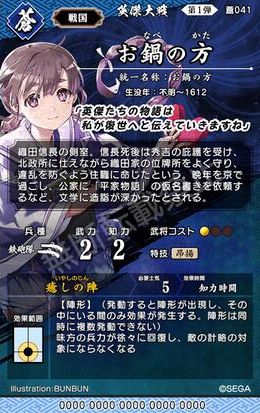 蒼
戦国
英傑大戦
第1弾
蒼041
なべ　かた
お鍋の方
統一名称：お鍋の方
生没年：不明～1612
「英傑たちの物語は
私が後世へと伝えていきますね」
織田信長の側室。信長死後は秀吉の庇護を受け、
北政所に仕えながら織田家の位牌所をよく守り、
違乱を防ぐよう住職に命じたという。晩年を京で
過ごし、公家に「平家物語」の仮名書きを依頼す
るなど、文学に造詣が深かったとされる。
兵種
武力
知力
武将コスト
鉄砲隊
2
2
特技
昂揚
いやしのじん
必要士気
効果時間
癒しの陣
5
知力時間
効果範囲
【陣形】（発動すると陣形が出現し、その
中にいる間のみ効果が発生する。陣形は同
時に複数発動できない）
味方の兵力が徐々に回復し、敵の計略の対
象にならなくなる
Illustration:BUNBUN
©SEGA
0000-0000-0000-0000-0000